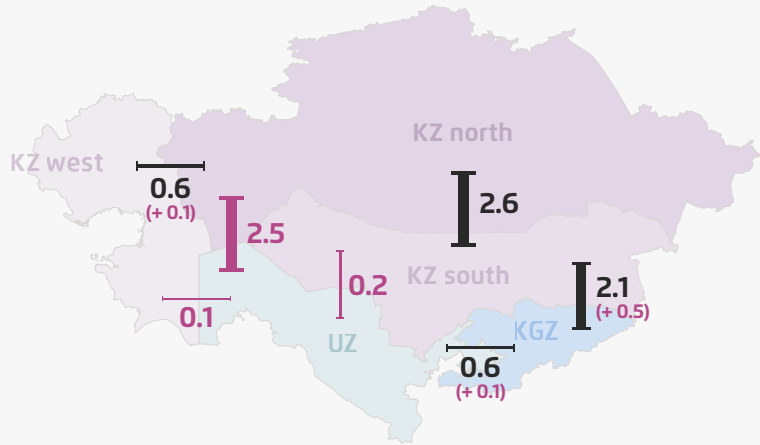 KZ north
KZ west
0.6
(+ 0.1)
2.6
2.5
KZ south
0.2
2.1
(+ 0.5)
0.1
UZ
KGZ
0.6
(+ 0.1)